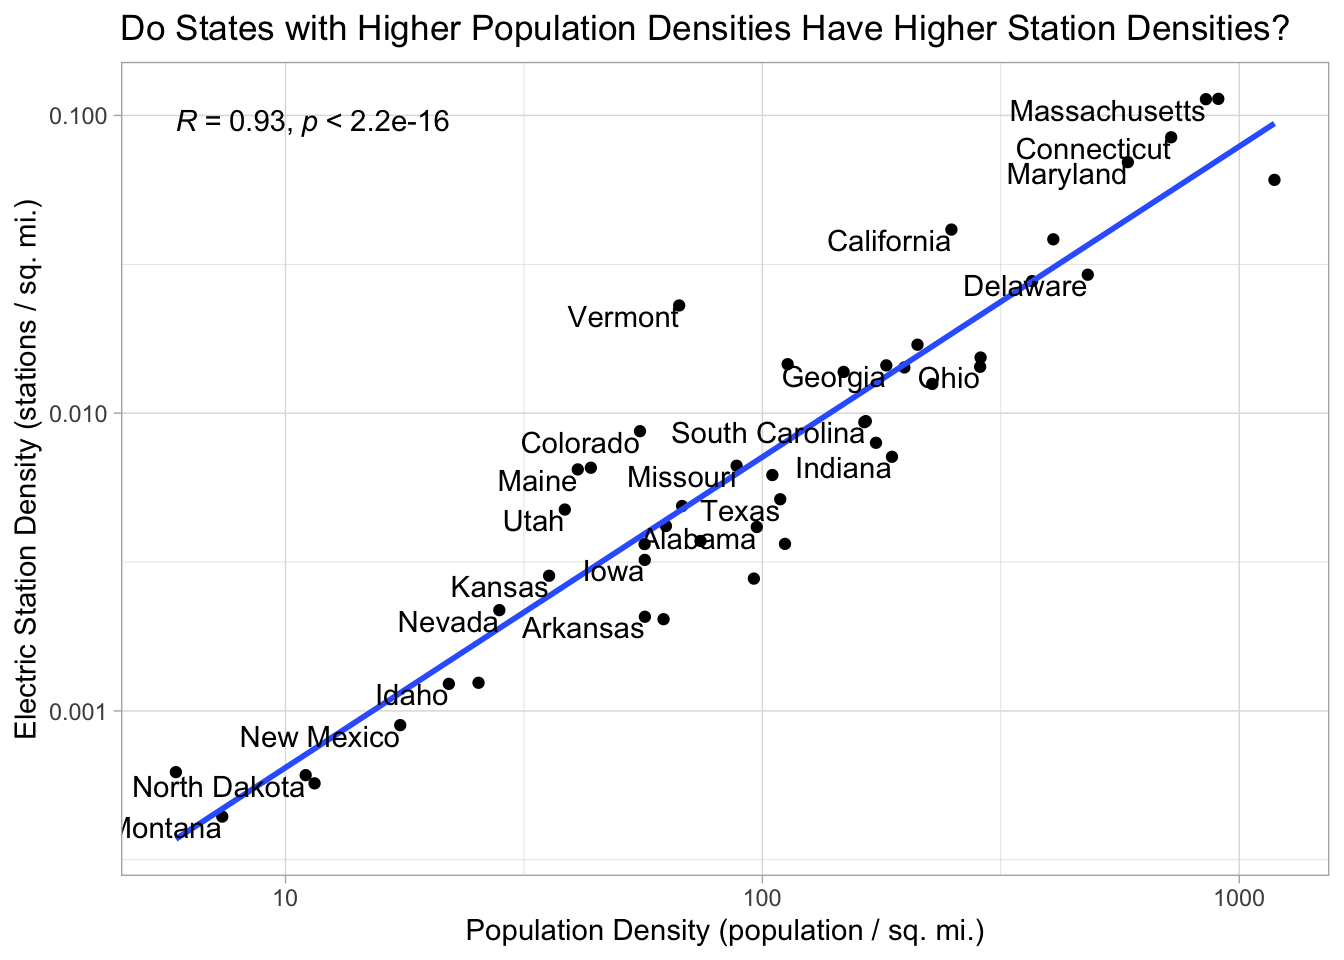 Do States with Higher Population Densities Have Higher Station Densities?
R = 0.93, p < 2.2e-16
Electric Station Density (stations / sq. mi.)
0.100
0.010
0.001
Massachusetts
Connecticut
Maryland
California
Delaware
Vermont
Georgia
Ohio
South Carolina
Colorado
Indiana
Missouri
Maine
Texas
Utah
Alabama
Iowa
Kansas
Nevada
Arkansas
Idaho
New Mexico
North Dakota
Montana
10
100
1000
Population Density (population / sq. mi.)